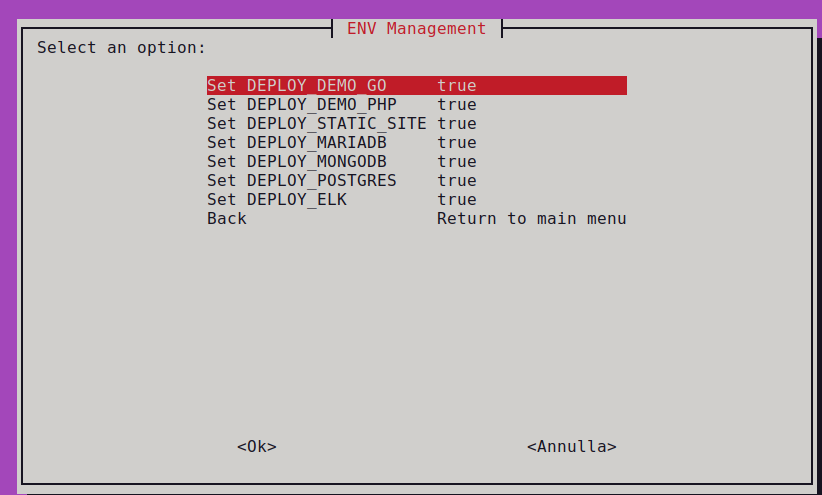 ENV Management
Select an option:
Set DEPLOY_DEMO_GO true
Set DEPLOY_DEMO_PHP true
Set DEPLOY_STATIC_SITE true
Set DEPLOY_MARIADB true
Set DEPLOY_MONGODB true
Set DEPLOY_POSTGRES true
Set DEPLOY_ELK true
Back Return to main menu
<Ok> <Annulla>